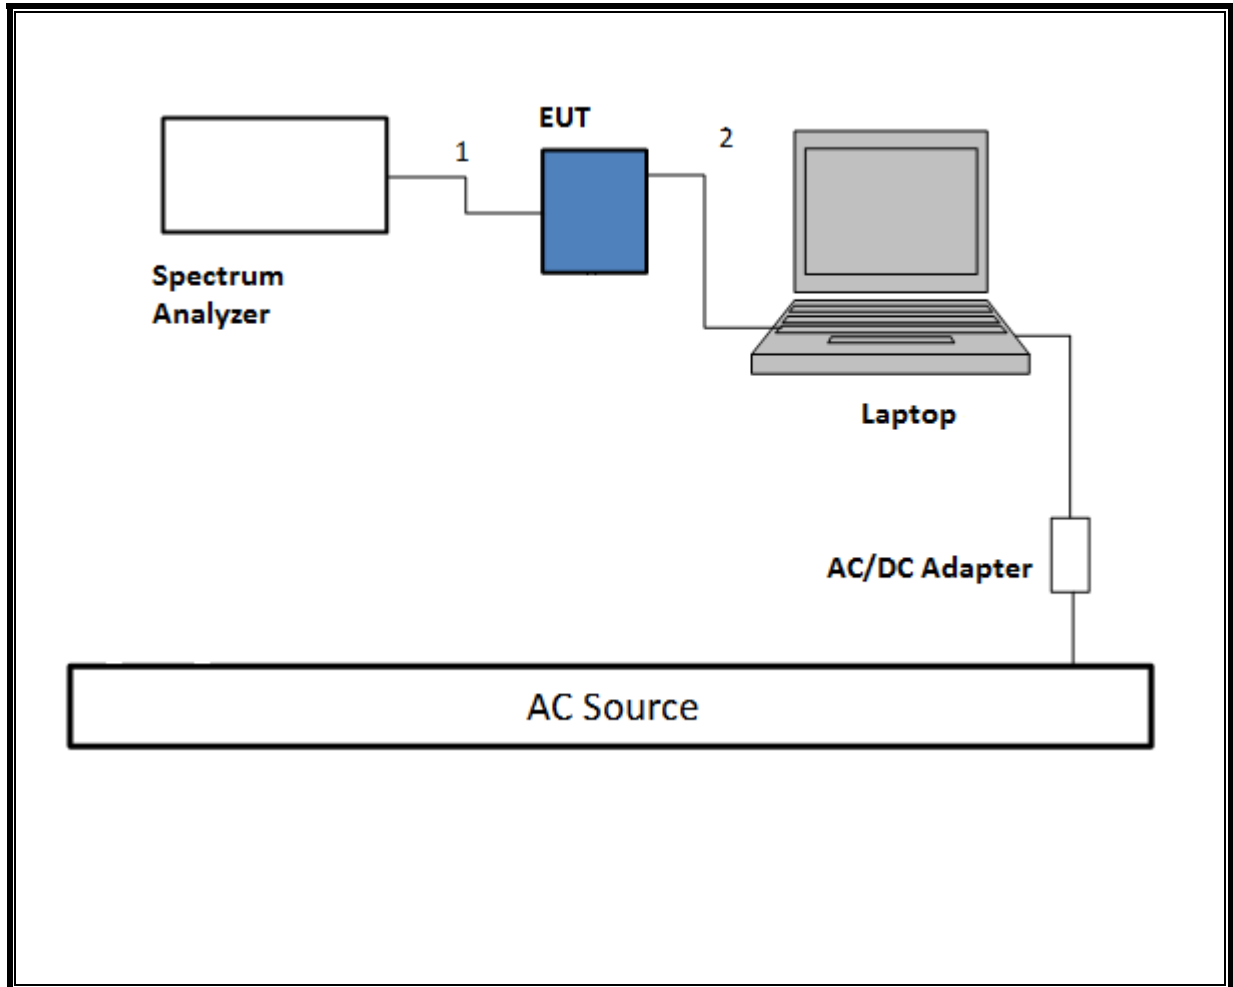 EUT
1
2
Spectrum
Analyzer
Laptop
AC/DC Adapter
AC Source